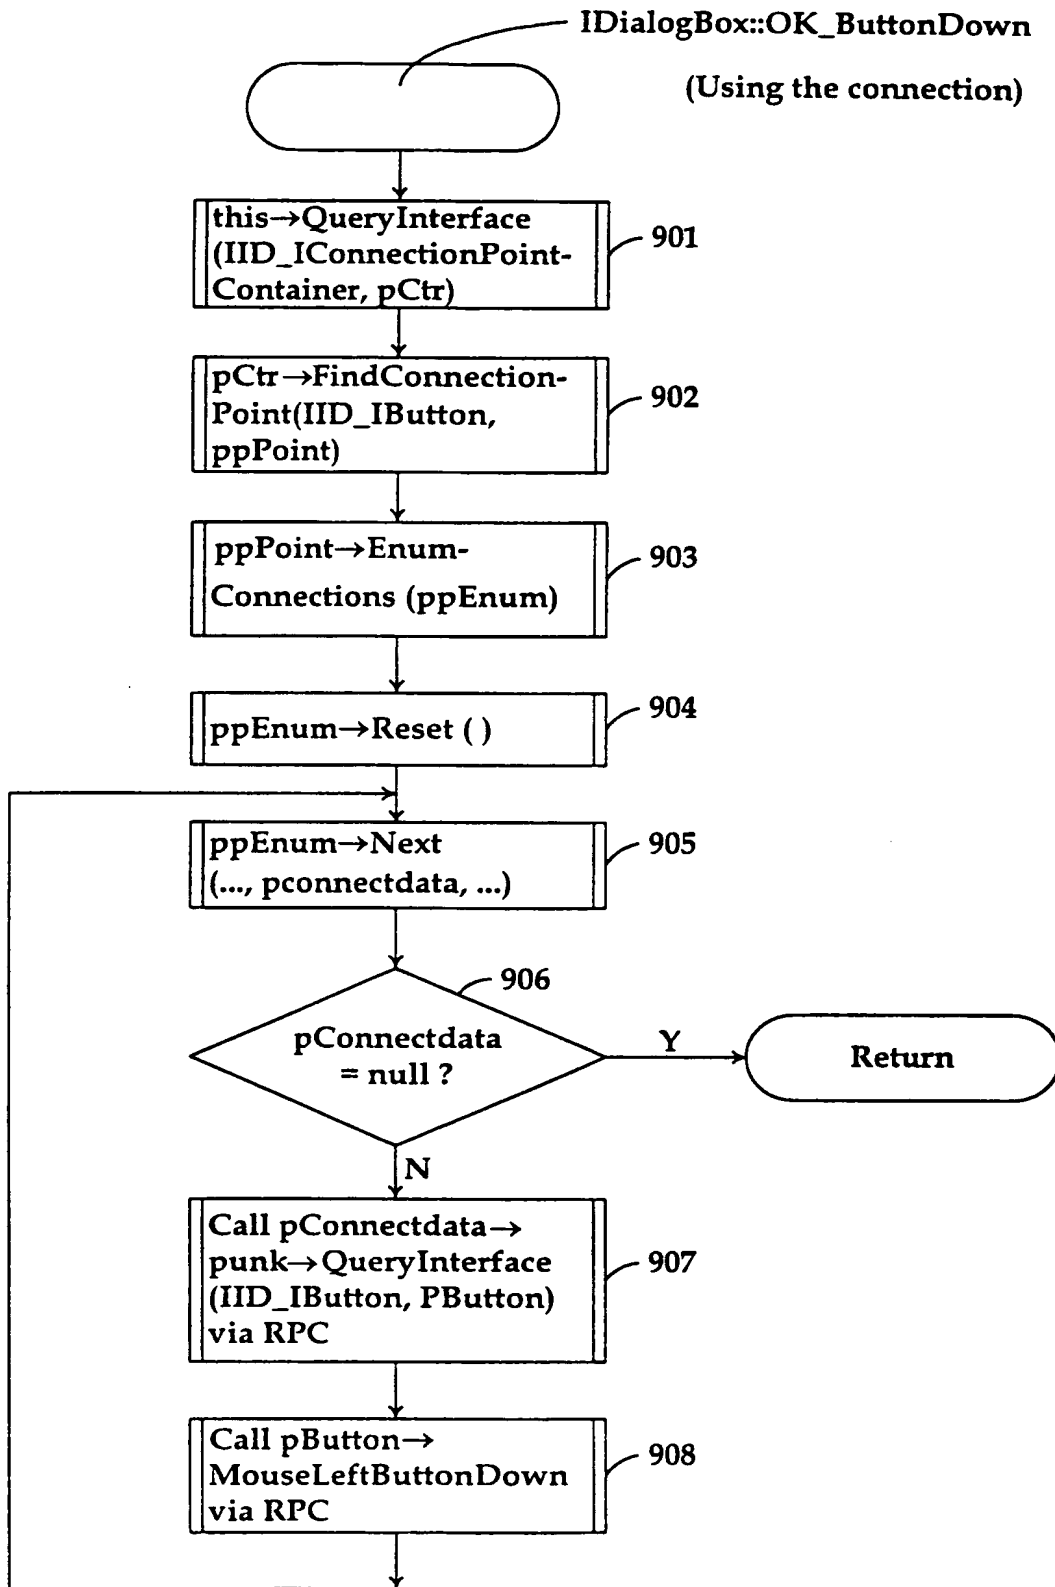 IDialogBox::OK_ButtonDown
(Using the connection)
this→QueryInterface
(IID_IConnectionPoint-
Container, pCtr)
901
pCtr→FindConnection-
Point(IID_IButton,
ppPoint)
902
ppPoint→Enum-
Connections (ppEnum)
903
ppEnum→Reset ( )
904
ppEnum→Next
(..., pconnectdata, ...)
905
906
pConnectdata
= null ?
Y
Return
N
Call pConnectdata→
punk→QueryInterface
(IID_IButton, PButton)
via RPC
907
Call pButton→
MouseLeftButtonDown
via RPC
908